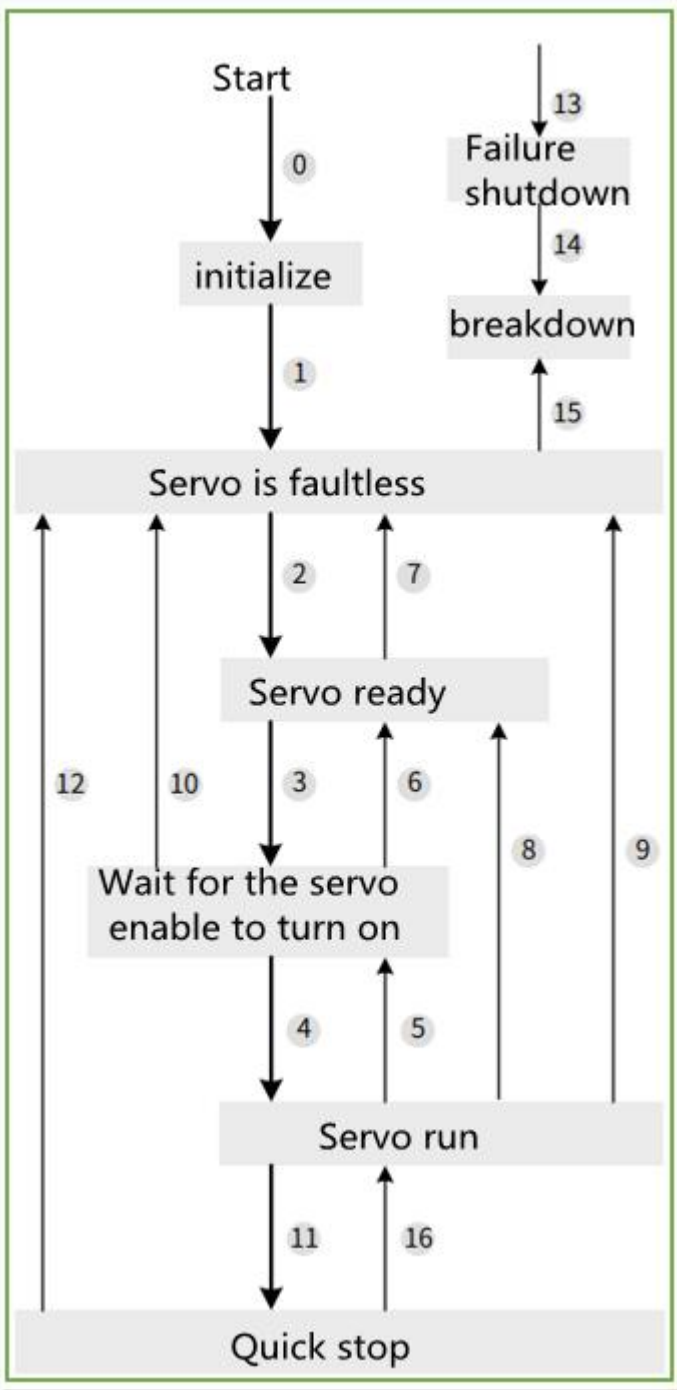 Start
13
0
Failure
shutdown
14
initialize
breakdown
1
15
Servo is faultless
2
7
Servo ready
12
10
3
6
8
9
Wait for the servo
enable to turn on
4
5
Servo run
11
16
Quick stop